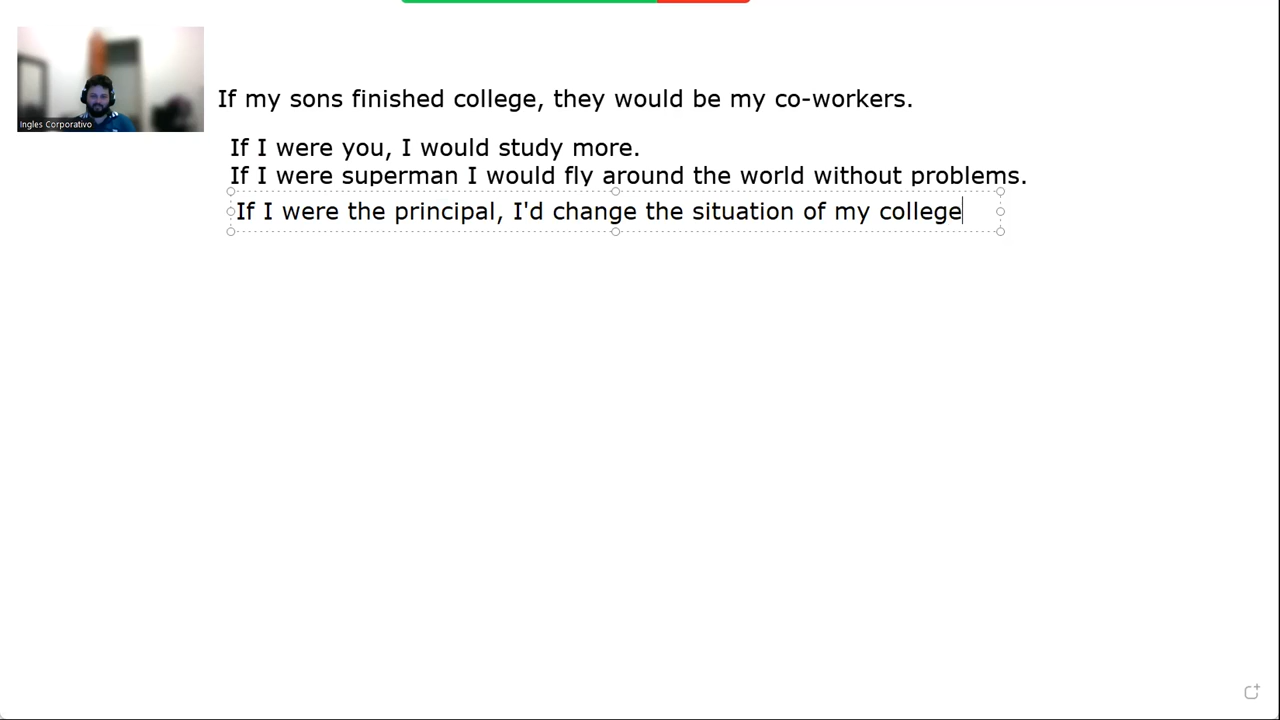 Ingles Corporativo
If my sons finished college, they would be my co-workers.
If I were you, I would study more.
If I were superman I would fly around the world without problems.
If I were the principal, I'd change the situation of my college